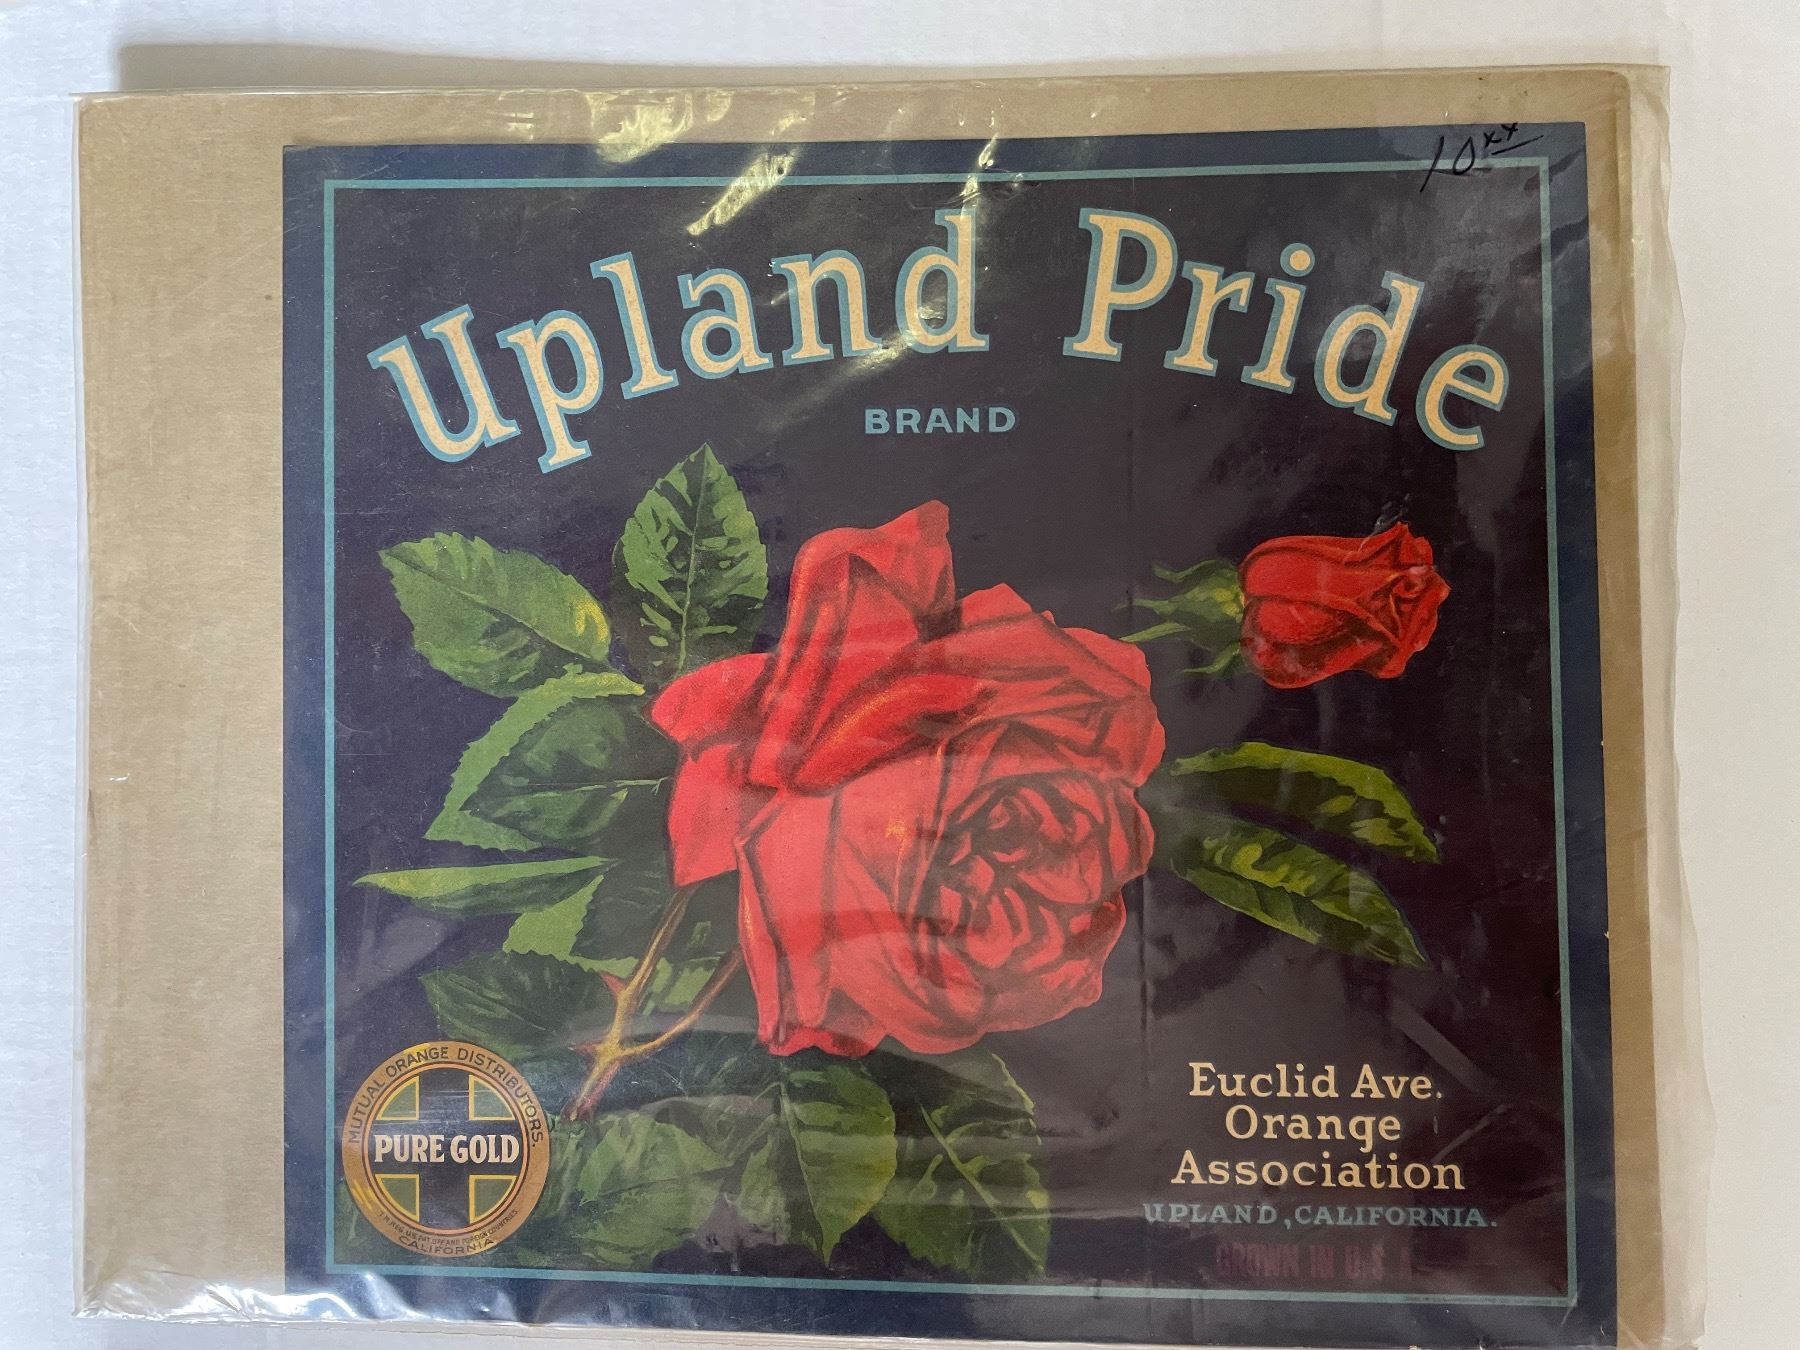 10xx
Upland Pride
BRAND
MUTUAL ORANGE DISTRIBUTORS.
PURE GOLD
CALIFORNIA
Euclid Ave.
Orange
Association
UPLAND, CALIFORNIA.
GROWN IN U.S.A